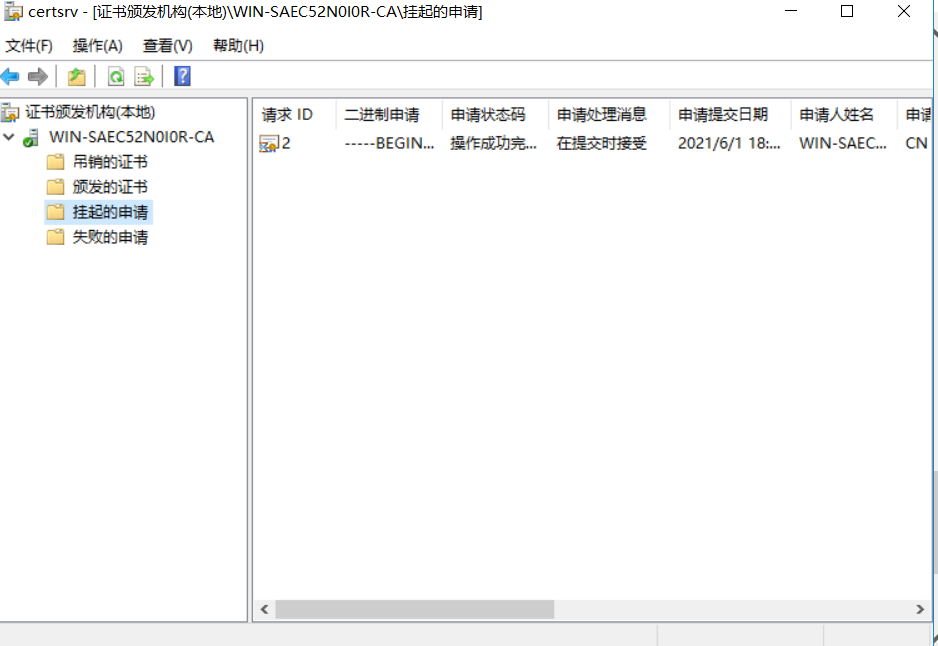 certsrv - [证书颁发机构(本地)\WIN-SAEC52N0I0R-CA\挂起的申请]
文件(F) 操作(A) 查看(V) 帮助(H)
证书颁发机构(本地)
WIN-SAEC52N0I0R-CA
吊销的证书
颁发的证书
挂起的申请
失败的申请
请求 ID 二进制申请 申请状态码 申请处理消息 申请提交日期 申请人姓名 申请
2 -----BEGIN... 操作成功完... 在提交时接受 2021/6/1 18:... WIN-SAEC... CN